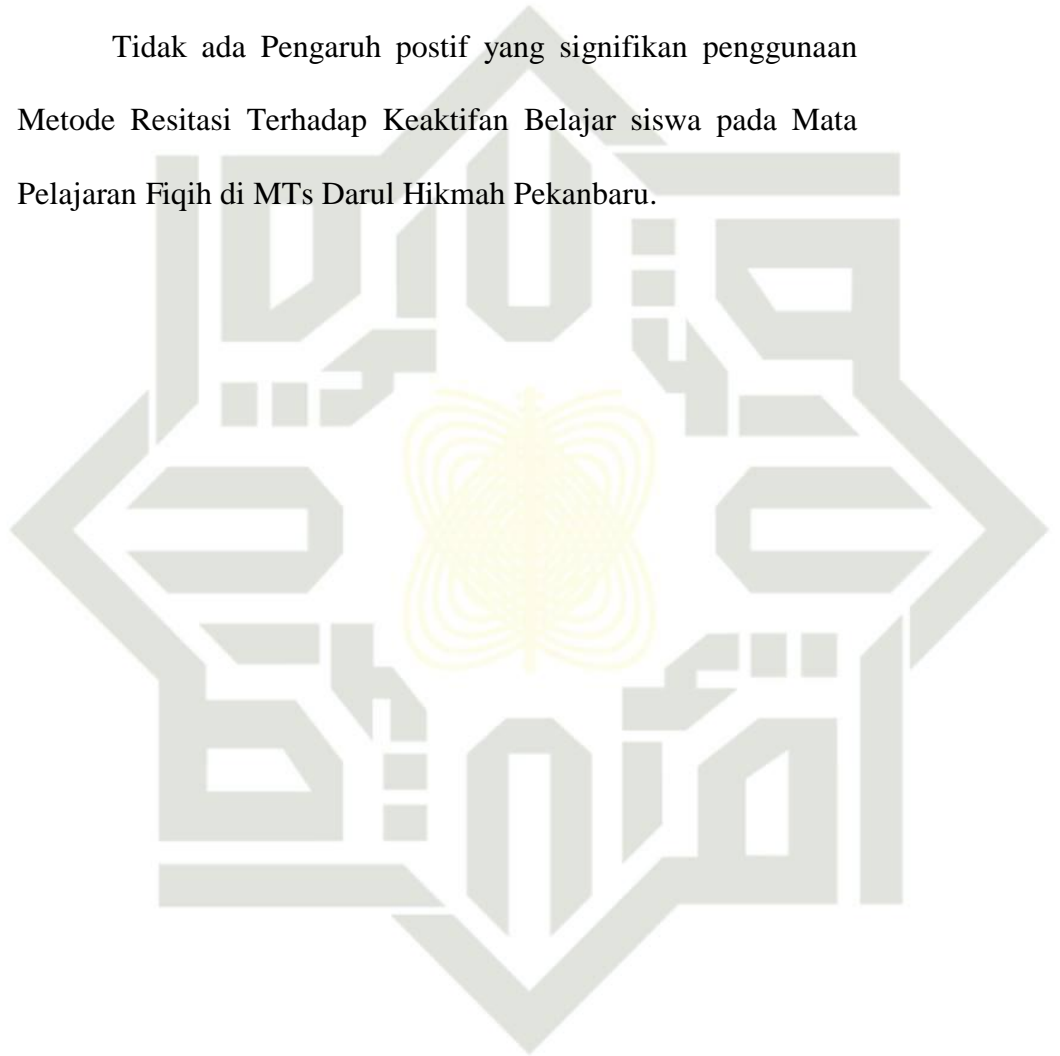 Tidak ada Pengaruh postif yang signifikan penggunaan
Metode Resitasi Terhadap Keaktifan Belajar siswa pada Mata
Pelajaran Fiqih di MTs Darul Hikmah Pekanbaru.